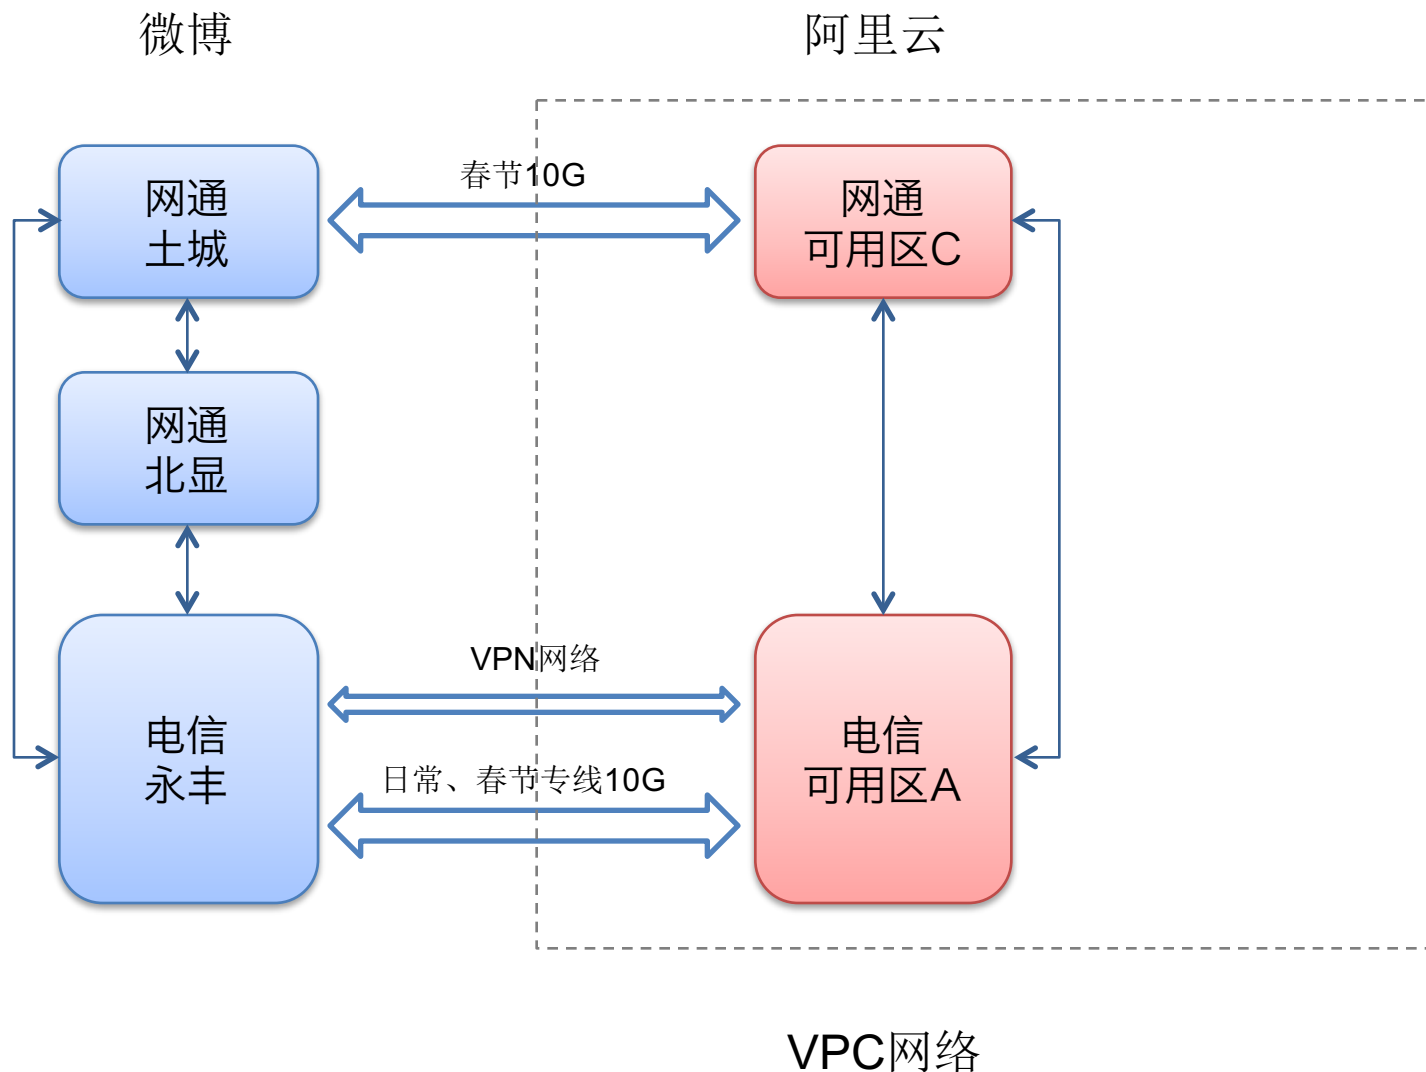 微博
阿里云
春节10G
网通
土城
网通
可用区C
网通
北显
VPN网络
电信
永丰
电信
可用区A
日常、春节专线10G
VPC网络